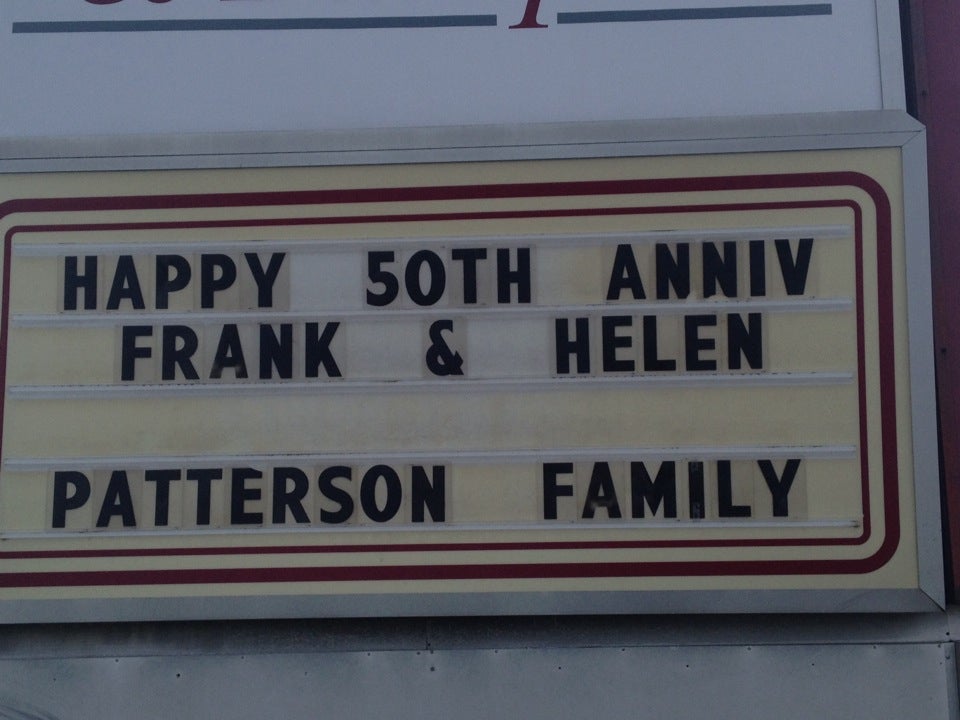 HAPPY 50TH ANNIV
FRANK & HELEN
PATTERSON FAMILY